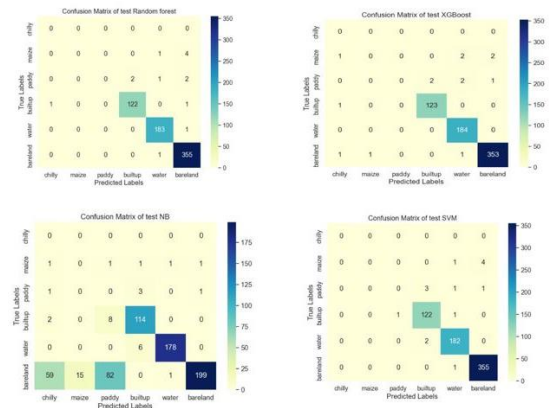 Confusion Matrix of test Random forest
chilly 0 0 0 0 0 0
maize 0 0 0 0 1 4
paddy 0 0 0 2 1 2
builtup 1 0 0 122 0 1
water 0 0 0 0 183 1
bareland 0 0 0 0 1 355
True Labels
chilly maize paddy builtup water bareland
Predicted Labels
350
300
250
200
150
100
50
0
Confusion Matrix of test XGBoost
chilly 0 0 0 0 0 0
maize 1 0 0 0 2 2
paddy 0 0 0 2 2 1
builtup 1 0 0 123 0 0
water 0 0 0 0 184 0
bareland 1 1 0 0 1 353
True Labels
chilly maize paddy builtup water bareland
Predicted Labels
350
300
250
200
150
100
50
0
Confusion Matrix of test NB
chilly 0 0 0 0 0 0
maize 1 0 1 1 1 1
paddy 1 0 0 3 0 1
builtup 2 0 8 114 0 0
water 0 0 0 6 178 0
bareland 59 15 82 0 1 199
True Labels
chilly maize paddy builtup water bareland
Predicted Labels
175
150
125
100
75
50
25
0
Confusion Matrix of test SVM
chilly 0 0 0 0 0 0
maize 0 0 0 0 1 4
paddy 0 0 0 3 1 1
builtup 0 0 1 122 0 1
water 0 0 0 2 182 0
bareland 0 0 0 0 1 355
True Labels
chilly maize paddy builtup water bareland
Predicted Labels
350
300
250
200
150
100
50
0